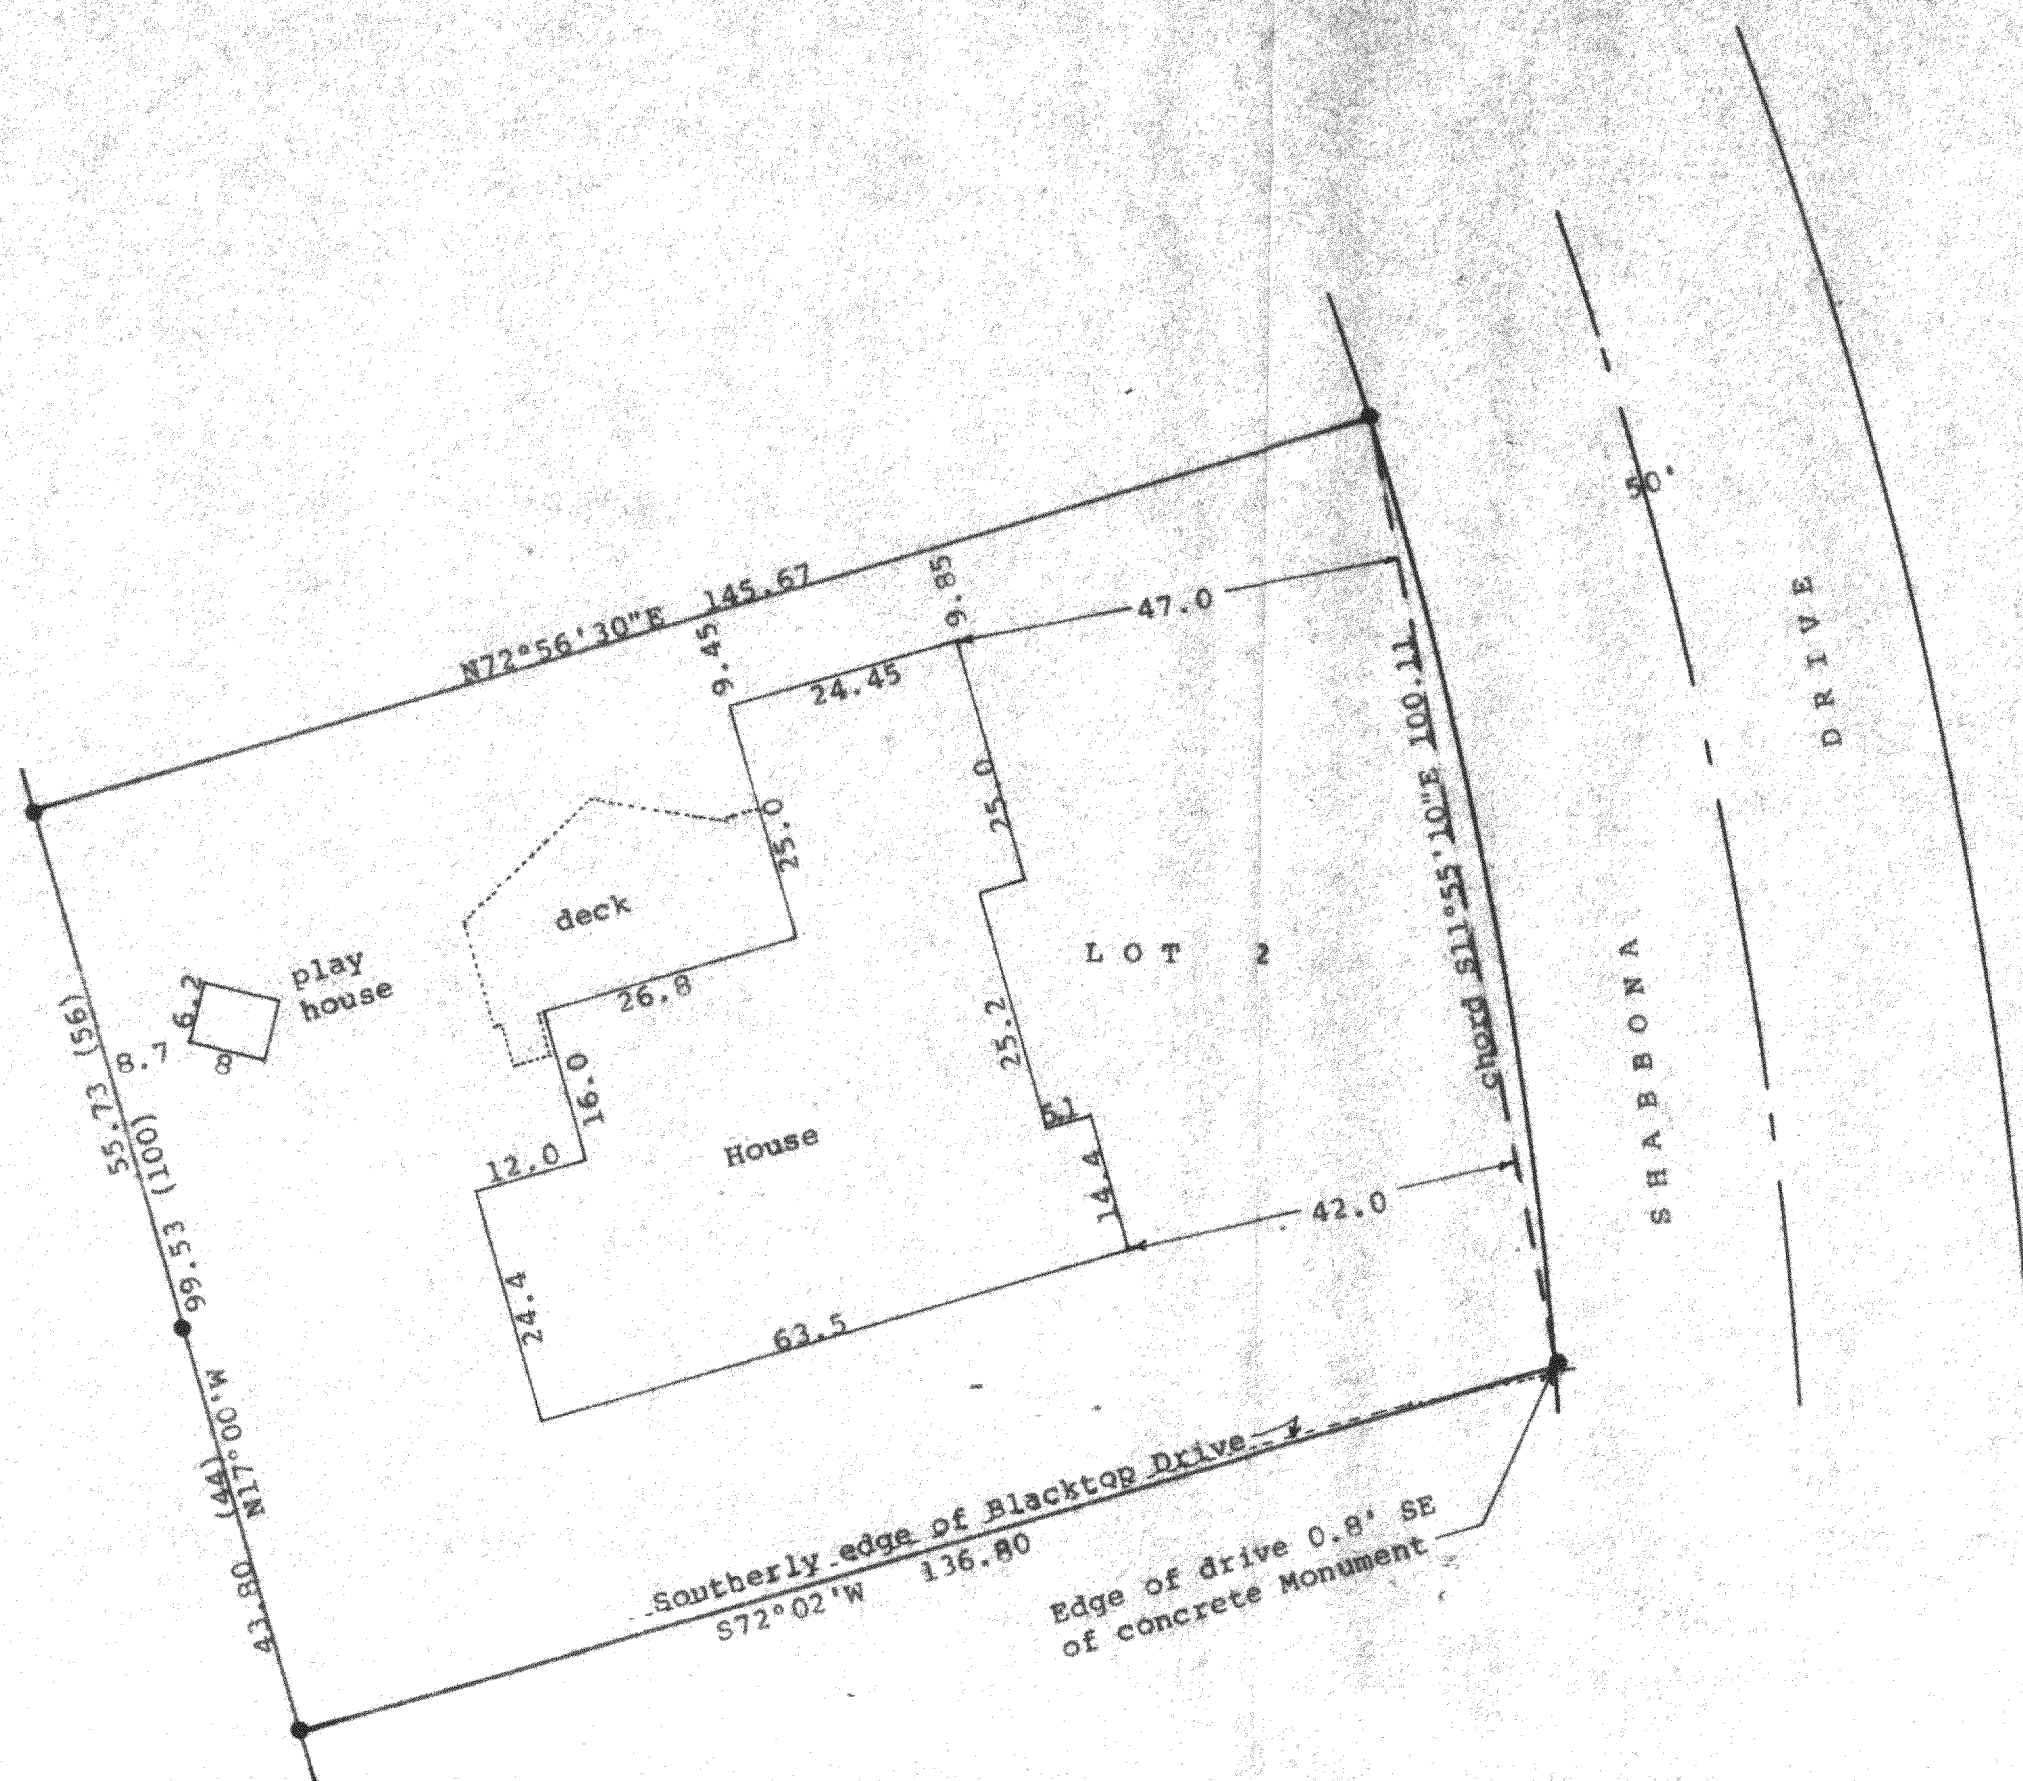 N72°56'30"E 145.67
9.45
9.85
24.45
47.0
50'
25.0
25.0
deck
26.8
play
house
6.2
8.7
8
16.0
12.0
House
25.2
5.1
14.4
LOT 2
42.0
24.4
63.5
chord S11°55'10"E 100.11
SHABBONA DRIVE
55.73 (56)
99.53 (100)
43.80 (44)
N17°00'W
Southerly edge of Blacktop Drive
S72°02'W 136.80
Edge of drive 0.8' SE
of concrete Monument